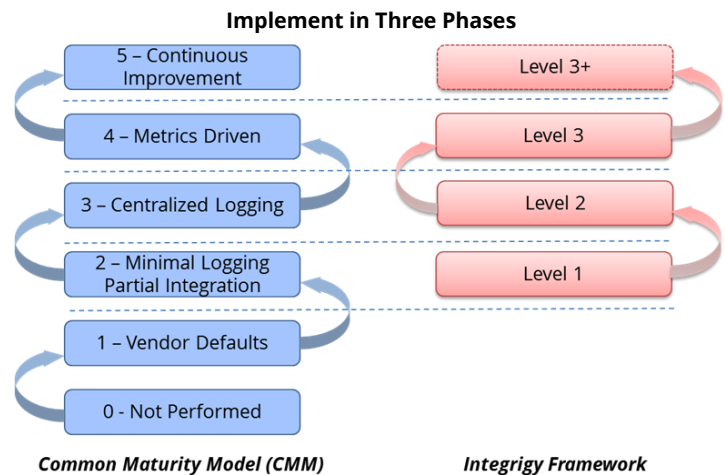 Implement in Three Phases
5 – Continuous
Improvement
Level 3+
4 – Metrics Driven
Level 3
3 – Centralized Logging
Level 2
2 – Minimal Logging
Partial Integration
Level 1
1 – Vendor Defaults
0 - Not Performed
Common Maturity Model (CMM)
Integrigy Framework